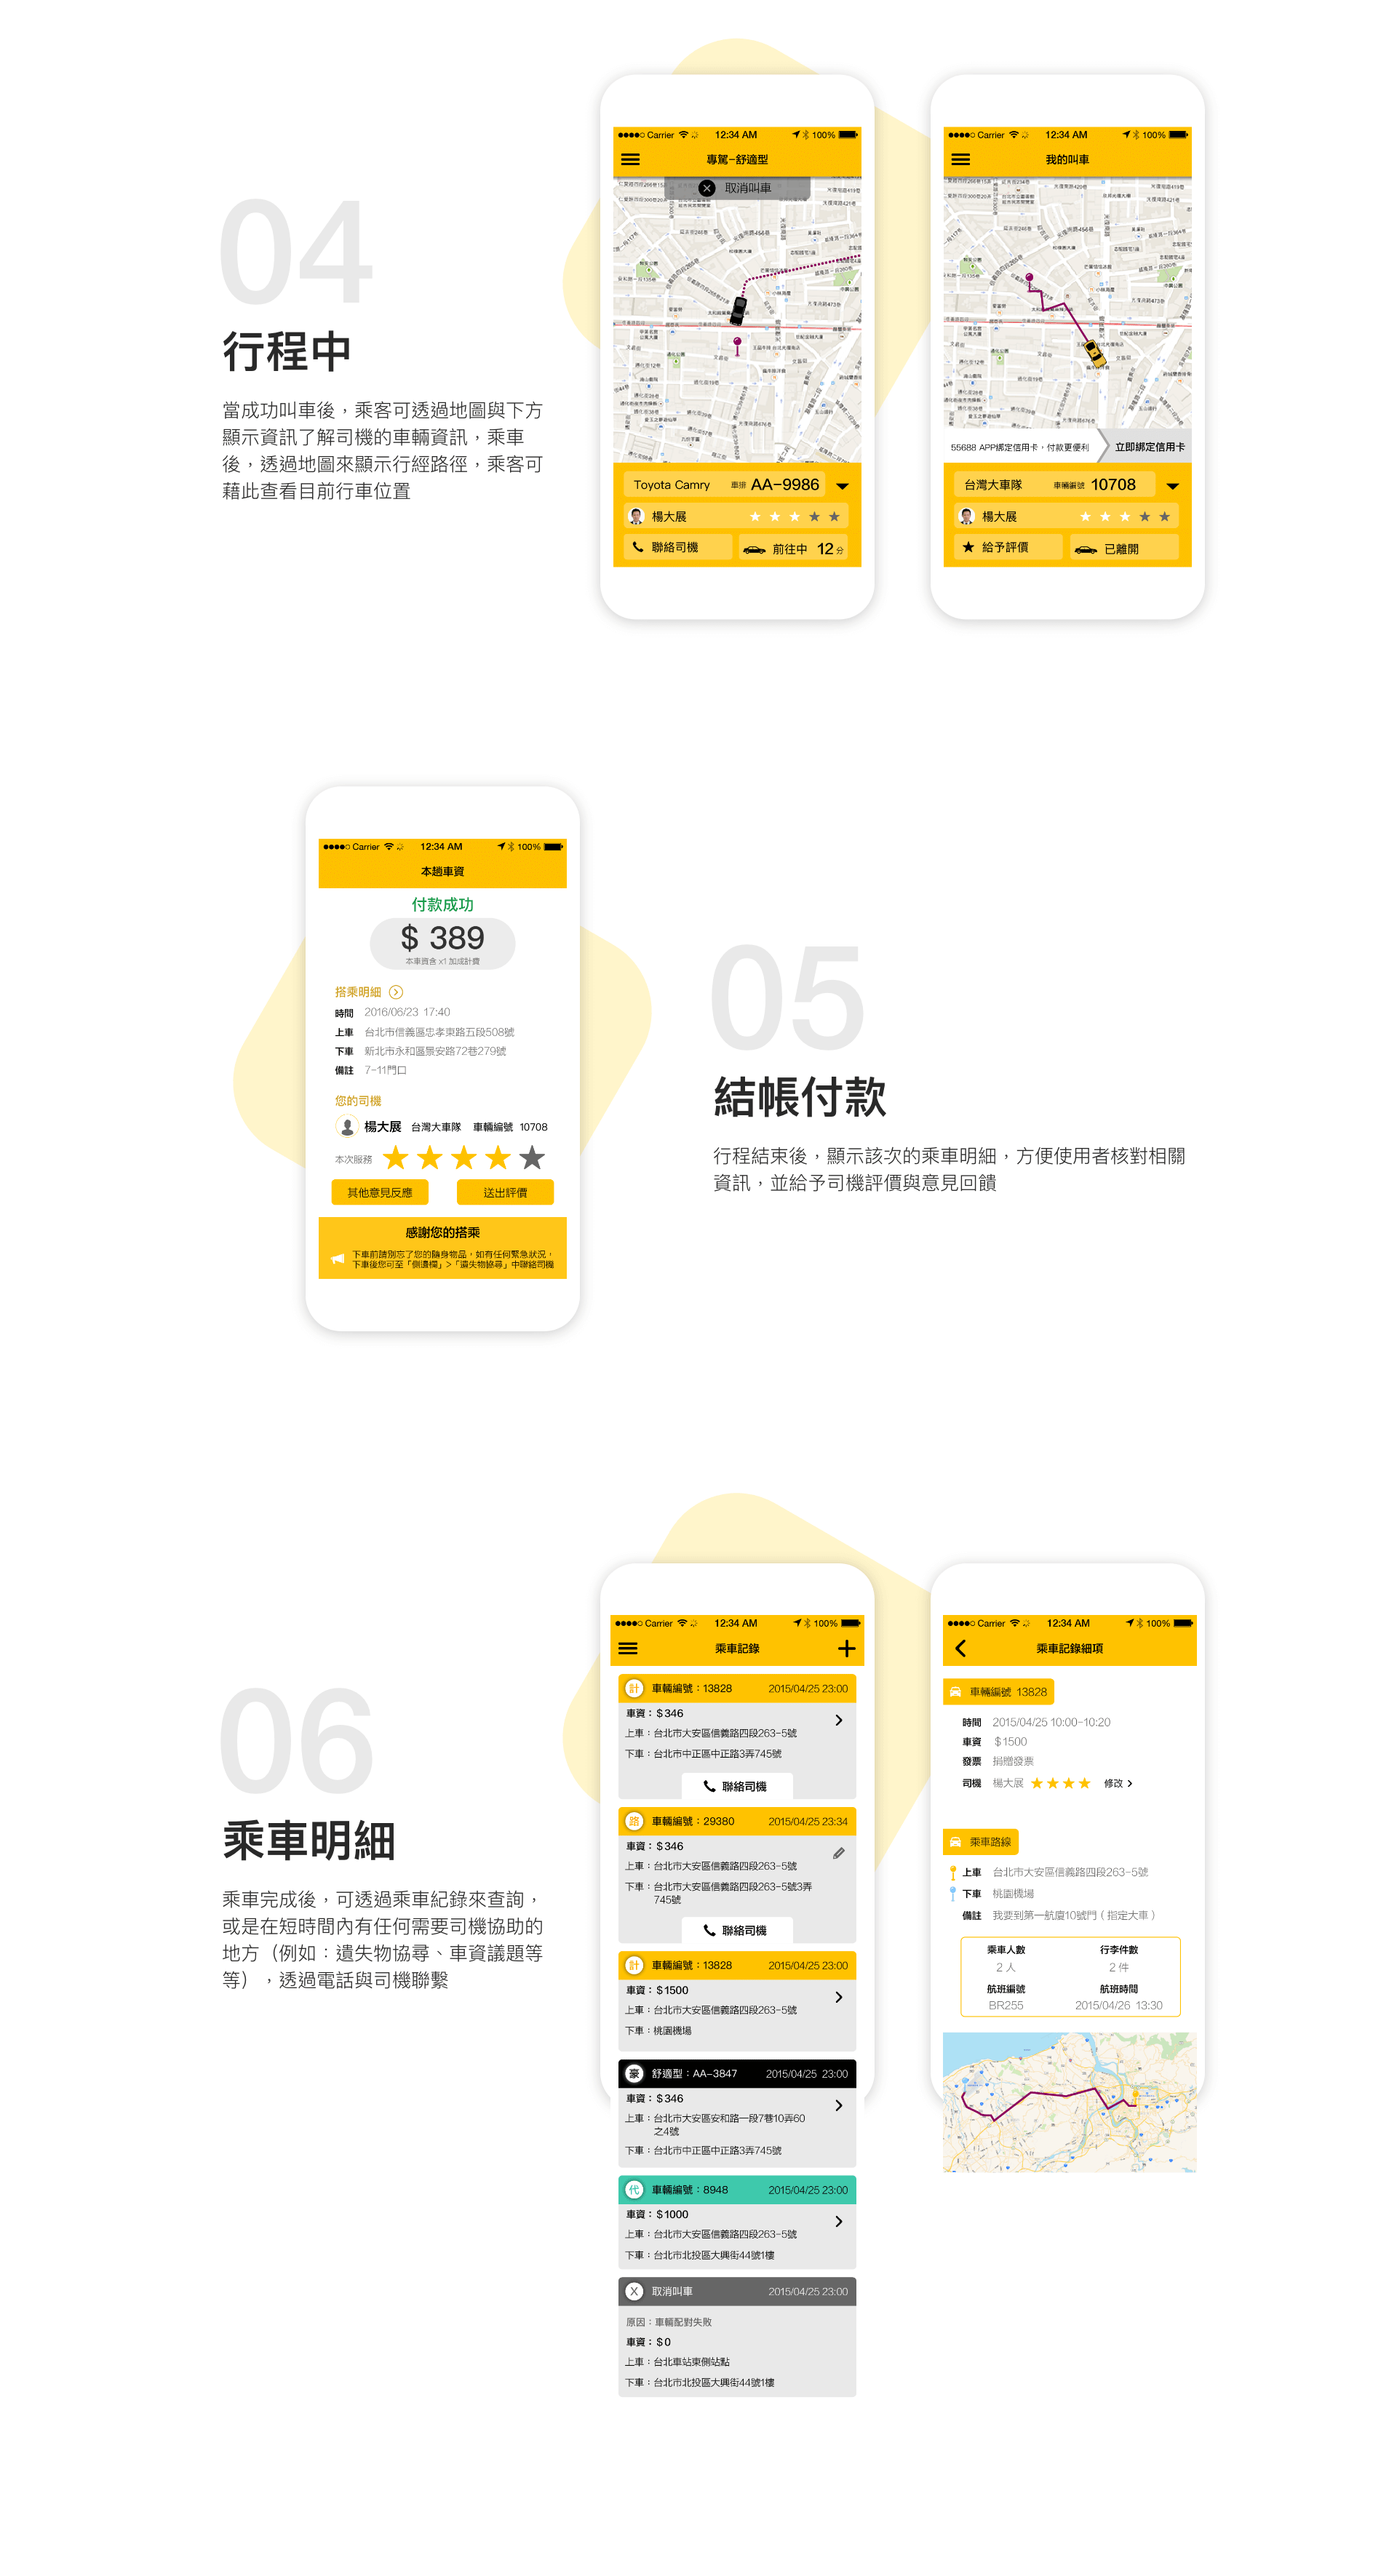 04
行程中
當成功叫車後，乘客可透過地圖與下方
顯示資訊了解司機的車輛資訊，乘車
後，透過地圖來顯示行經路徑，乘客可
藉此查看目前行車位置
Carrier 12:34 AM 100%
專駕-舒適型
取消叫車
Toyota Camry 車牌 AA-9986
楊大展
聯絡司機
前往中 12 分
Carrier 12:34 AM 100%
我的叫車
55688 APP綁定信用卡，付款更便利
立即綁定信用卡
台灣大車隊 車輛編號 10708
楊大展
給予評價
已離開
Carrier 12:34 AM 100%
本趟車資
付款成功
$ 389
本車資含 x1 加成計費
搭乘明細
時間 2016/06/23 17:40
上車 台北市信義區忠孝東路五段508號
下車 新北市永和區景安路72巷279號
備註 7-11門口
您的司機
楊大展 台灣大車隊 車輛編號 10708
本次服務
其他意見反應
送出評價
感謝您的搭乘
下車前請別忘了您的隨身物品，如有任何緊急狀況，
下車後您可至「側邊欄」>「遺失物協尋」中聯絡司機
05
結帳付款
行程結束後，顯示該次的乘車明細，方便使用者核對相關
資訊，並給予司機評價與意見回饋
06
乘車明細
乘車完成後，可透過乘車紀錄來查詢，
或是在短時間內有任何需要司機協助的
地方（例如：遺失物協尋、車資議題等
等），透過電話與司機聯繫
Carrier 12:34 AM 100%
乘車記錄
計 車輛編號：13828 2015/04/25 23:00
車資：$346
上車：台北市大安區信義路四段263-5號
下車：台北市中正區中正路3弄745號
聯絡司機
路 車輛編號：29380 2015/04/25 23:34
車資：$346
上車：台北市大安區信義路四段263-5號
下車：台北市大安區信義路四段263-5號3弄
745號
聯絡司機
計 車輛編號：13828 2015/04/25 23:00
車資：$1500
上車：台北市大安區信義路四段263-5號
下車：桃園機場
豪 舒適型：AA-3847 2015/04/25 23:00
車資：$346
上車：台北市大安區安和路一段7巷10弄60
之4號
下車：台北市中正區中正路3弄745號
代 車輛編號：8948 2015/04/25 23:00
車資：$1000
上車：台北市大安區信義路四段263-5號
下車：台北市北投區大興街44號1樓
X 取消叫車 2015/04/25 23:00
原因：車輛配對失敗
車資：$0
上車：台北車站東側站點
下車：台北市北投區大興街44號1樓
Carrier 12:34 AM 100%
乘車記錄細項
車輛編號 13828
時間 2015/04/25 10:00-10:20
車資 $1500
發票 捐贈發票
司機 楊大展 修改
乘車路線
上車 台北市大安區信義路四段263-5號
下車 桃園機場
備註 我要到第一航廈10號門（指定大車）
乘車人數 行李件數
2 人 2 件
航班編號 航班時間
BR255 2015/04/26 13:30